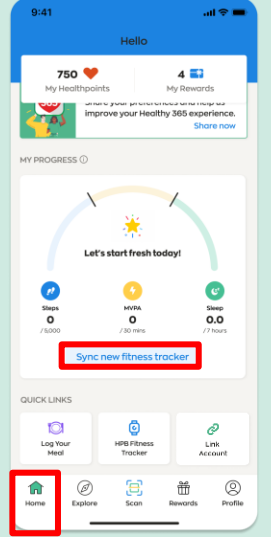 9:41
Hello
750
4
My Healthpoints
My Rewards
365
Share your preferences and help us
improve your Healthy 365 experience.
Share now
MY PROGRESS
Let's start fresh today!
Steps
MVPA
Sleep
0
0
0.0
/5,000
/30 mins
/7 hours
Sync new fitness tracker
QUICK LINKS
Log Your
Meal
HPB Fitness
Tracker
Link
Account
Home
Explore
Scan
Rewards
Profile